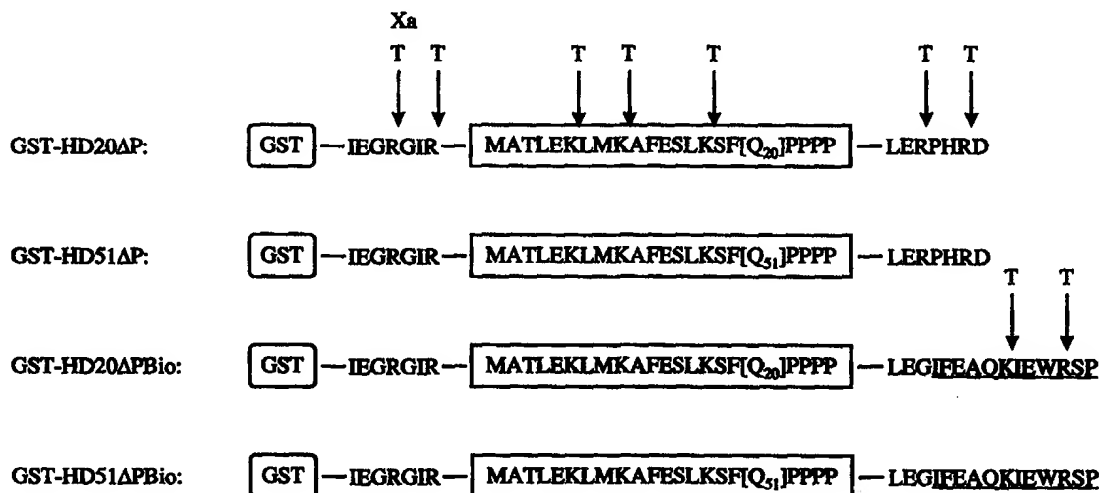 Xa
T T T T T T T
GST-HD20ΔP: GST IEGRGIR MATLEKLMKAFESLKSF[Q20]PPPP LERPHRD
GST-HD51ΔP: GST IEGRGIR MATLEKLMKAFESLKSF[Q51]PPPP LERPHRD
T T
GST-HD20ΔPBio: GST IEGRGIR MATLEKLMKAFESLKSF[Q20]PPPP LEGIFEAQKIEWRSP
GST-HD51ΔPBio: GST IEGRGIR MATLEKLMKAFESLKSF[Q51]PPPP LEGIFEAQKIEWRSP